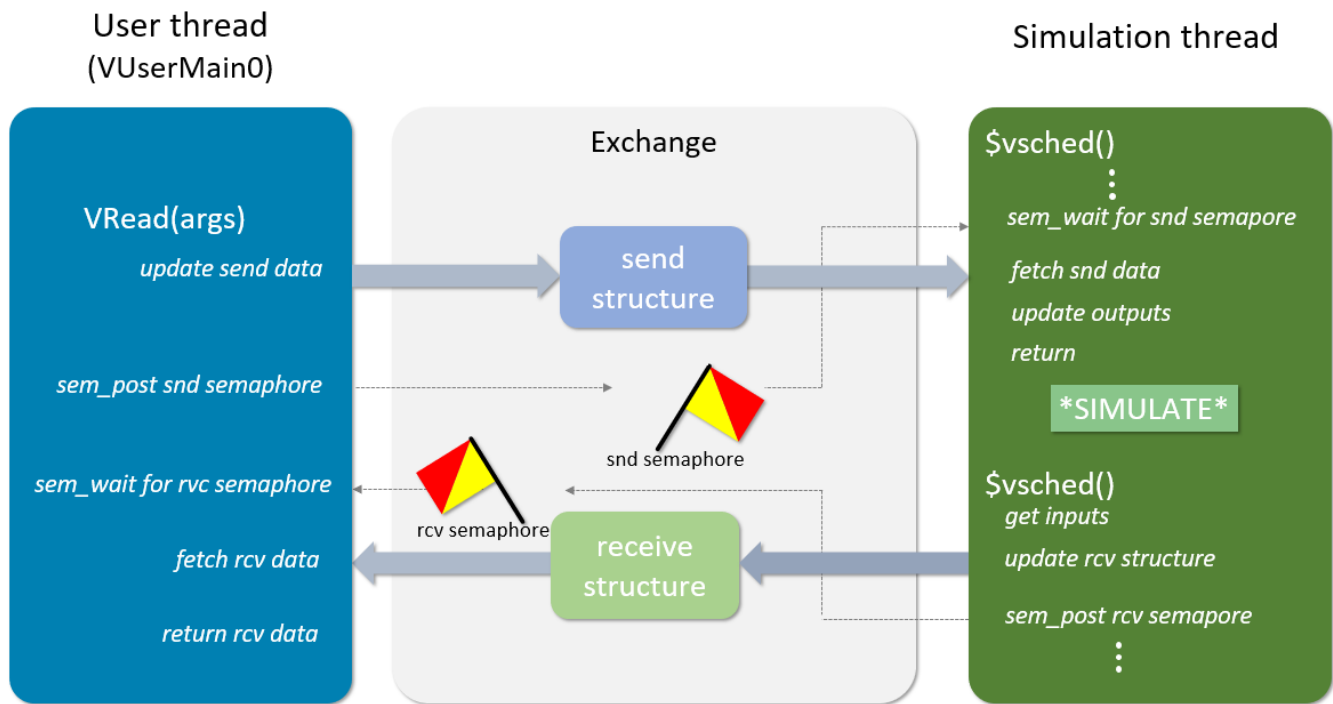 User thread
(VUserMain0)
Simulation thread
Exchange
VRead(args)
update send data
sem_post snd semaphore
sem_wait for rvc semaphore
fetch rcv data
return rcv data
send
structure
snd semaphore
rcv semaphore
receive
structure
$vsched()
sem_wait for snd semapore
fetch snd data
update outputs
return
*SIMULATE*
$vsched()
get inputs
update rcv structure
sem_post rcv semapore